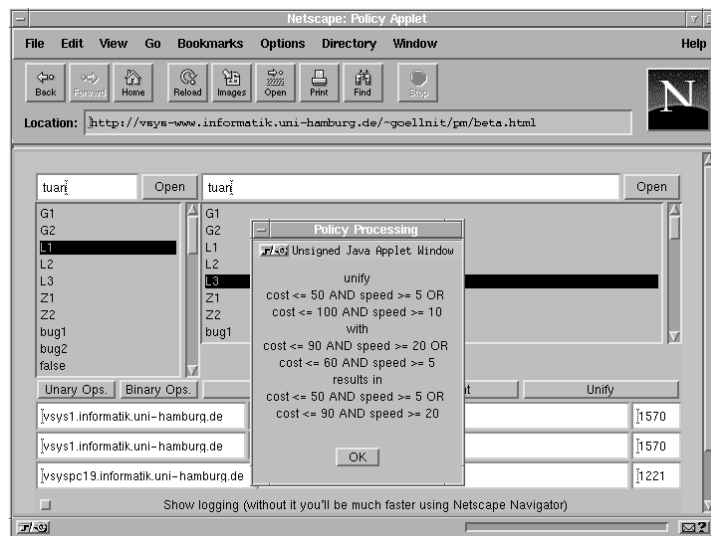 Netscape: Policy Applet
File Edit View Go Bookmarks Options Directory Window Help
Back Forward Home Reload Images Open Print Find Stop
N
Location: http://vsys-www.informatik.uni-hamburg.de/~goellnit/pm/beta.html
tuan Open tuan Open
G1
G2
L1
L2
L3
Z1
Z2
bug1
bug2
false
G1
G2
L1
L2
L3
Z1
Z2
bug1
Policy Processing
Unsigned Java Applet Window
unify
cost <= 50 AND speed >= 5 OR
cost <= 100 AND speed >= 10
with
cost <= 90 AND speed >= 20 OR
cost <= 60 AND speed >= 5
results in
cost <= 50 AND speed >= 5 OR
cost <= 90 AND speed >= 20
OK
Unary Ops. Binary Ops. Unify
vsys1.informatik.uni-hamburg.de 1570
vsys1.informatik.uni-hamburg.de 1570
vsyspc19.informatik.uni-hamburg.de 1221
Show logging (without it you'll be much faster using Netscape Navigator)